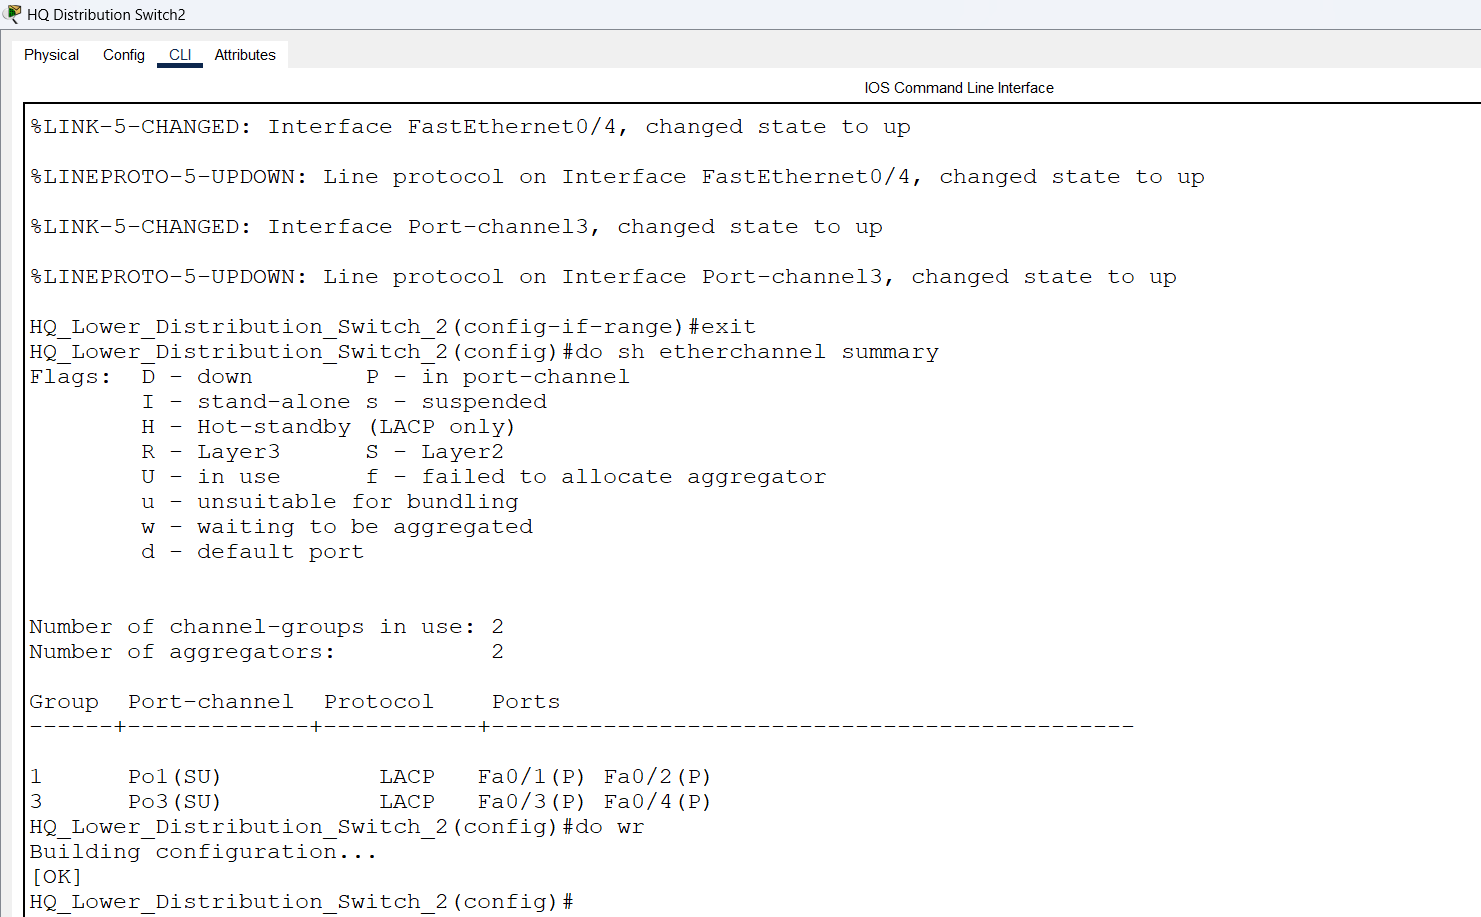 HQ Distribution Switch2
Physical Config CLI Attributes
IOS Command Line Interface
%LINK-5-CHANGED: Interface FastEthernet0/4, changed state to up
%LINEPROTO-5-UPDOWN: Line protocol on Interface FastEthernet0/4, changed state to up
%LINK-5-CHANGED: Interface Port-channel3, changed state to up
%LINEPROTO-5-UPDOWN: Line protocol on Interface Port-channel3, changed state to up
HQ_Lower_Distribution_Switch_2(config-if-range)#exit
HQ_Lower_Distribution_Switch_2(config)#do sh etherchannel summary
Flags:  D - down        P - in port-channel
        I - stand-alone s - suspended
        H - Hot-standby (LACP only)
        R - Layer3      S - Layer2
        U - in use      f - failed to allocate aggregator
        u - unsuitable for bundling
        w - waiting to be aggregated
        d - default port
Number of channel-groups in use: 2
Number of aggregators:           2
Group  Port-channel  Protocol    Ports
------+-------------+-----------+----------------------------------------------
1      Po1(SU)           LACP   Fa0/1(P) Fa0/2(P)
3      Po3(SU)           LACP   Fa0/3(P) Fa0/4(P)
HQ_Lower_Distribution_Switch_2(config)#do wr
Building configuration...
[OK]
HQ_Lower_Distribution_Switch_2(config)#